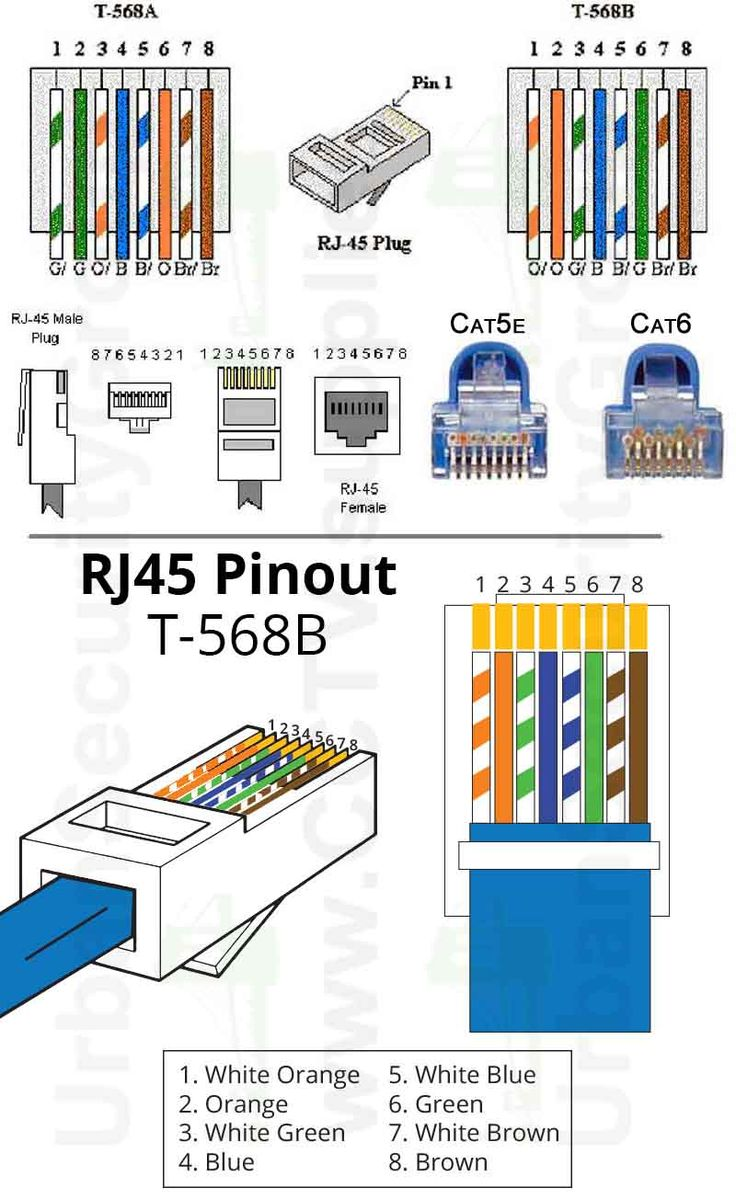 T-568A
T-568B
1 2 3 4 5 6 7 8
1 2 3 4 5 6 7 8
Pin 1
RJ-45 Plug
G/ G O/ B B/ O Br/ Br
O/ O G/ B B/ G Br/ Br
RJ-45 Male
Plug
8 7 6 5 4 3 2 1
1 2 3 4 5 6 7 8
1 2 3 4 5 6 7 8
RJ-45
Female
CAT5E
CAT6
RJ45 Pinout
T-568B
1 2 3 4 5 6 7 8
1 2 3 4 5 6 7 8
1. White Orange
2. Orange
3. White Green
4. Blue
5. White Blue
6. Green
7. White Brown
8. Brown